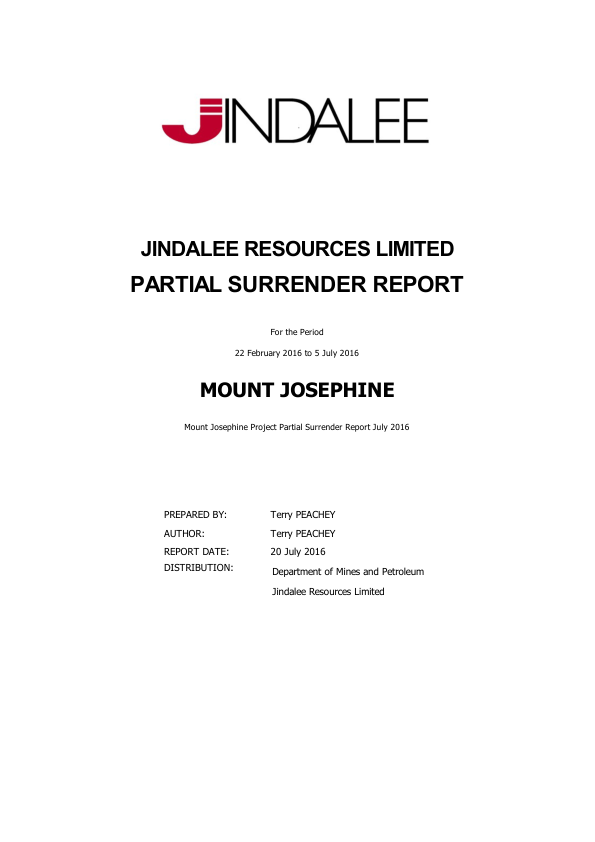 JINDALEE
JINDALEE RESOURCES LIMITED
PARTIAL SURRENDER REPORT
For the Period
22 February 2016 to 5 July 2016
MOUNT JOSEPHINE
Mount Josephine Project Partial Surrender Report July 2016
PREPARED BY: Terry PEACHEY
AUTHOR: Terry PEACHEY
REPORT DATE: 20 July 2016
DISTRIBUTION: Department of Mines and Petroleum
Jindalee Resources Limited